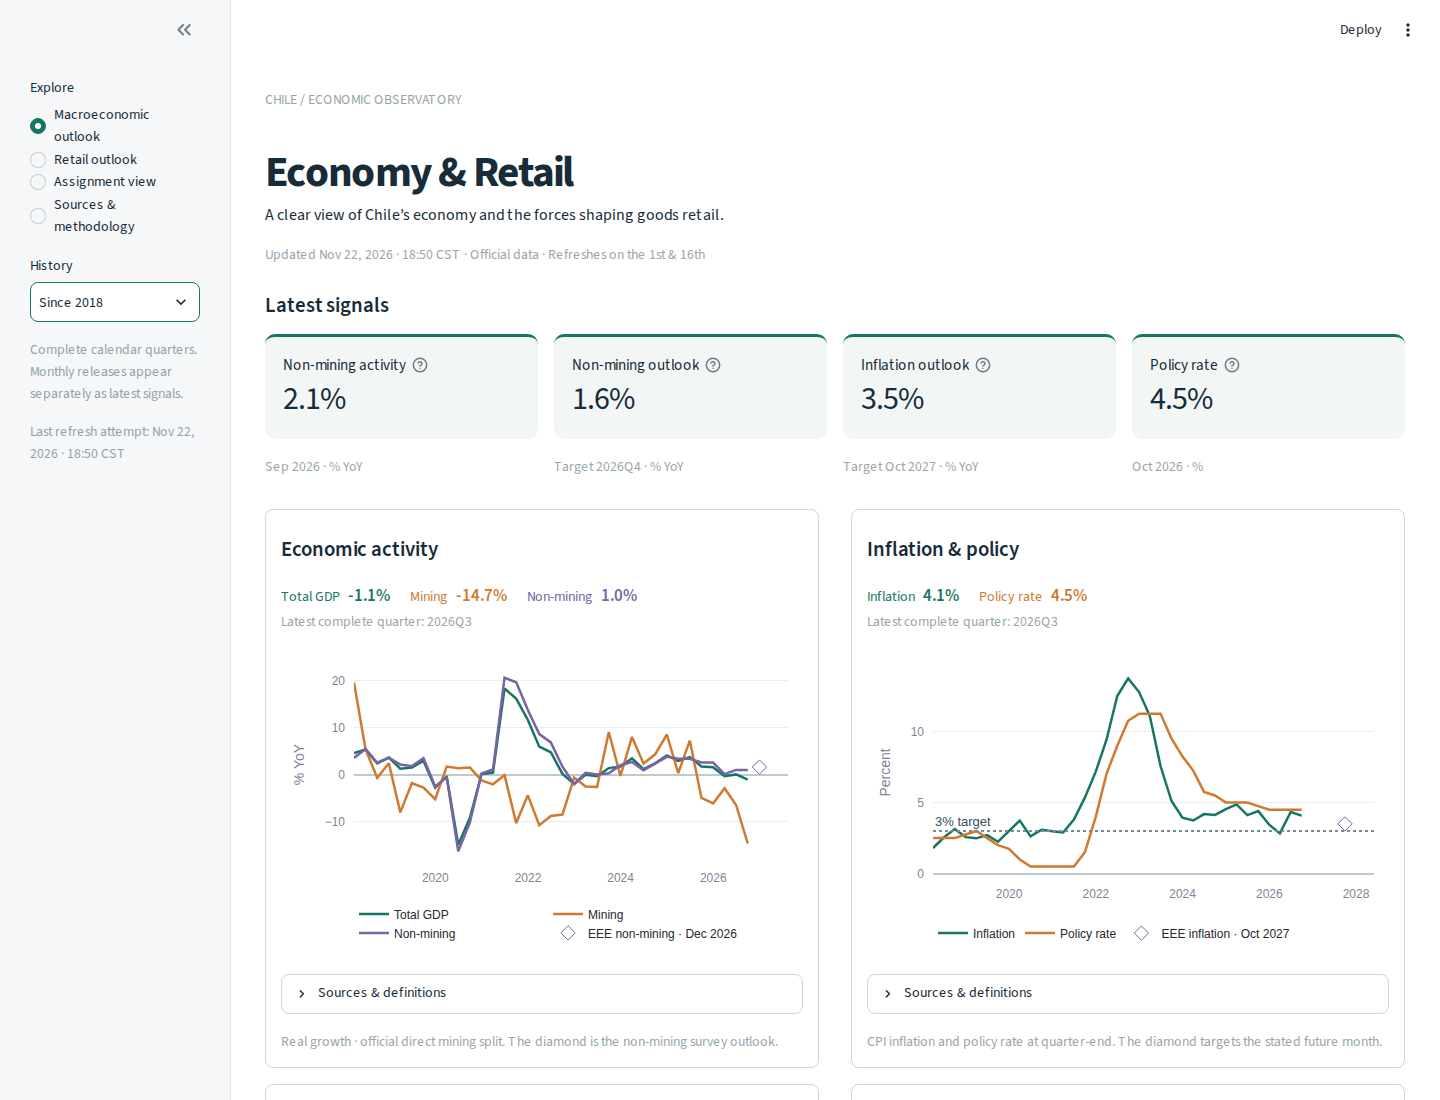 Deploy
Explore
Macroeconomic
outlook
Retail outlook
Assignment view
Sources &
methodology
History
Since 2018
Complete calendar quarters.
Monthly releases appear
separately as latest signals.
Last refresh attempt: Nov 22,
2026 · 18:50 CST
CHILE / ECONOMIC OBSERVATORY
Economy & Retail
A clear view of Chile’s economy and the forces shaping goods retail.
Updated Nov 22, 2026 · 18:50 CST · Official data · Refreshes on the 1st & 16th
Latest signals
Non-mining activity
2.1%
Sep 2026 · % YoY
Non-mining outlook
1.6%
Target 2026Q4 · % YoY
Inflation outlook
3.5%
Target Oct 2027 · % YoY
Policy rate
4.5%
Oct 2026 · %
Economic activity
Total GDP -1.1% Mining -14.7% Non-mining 1.0%
Latest complete quarter: 2026Q3
% YoY
20
10
0
−10
2020 2022 2024 2026
Total GDP Mining
Non-mining EEE non-mining · Dec 2026
Sources & definitions
Real growth · official direct mining split. The diamond is the non-mining survey outlook.
Inflation & policy
Inflation 4.1% Policy rate 4.5%
Latest complete quarter: 2026Q3
Percent
10
5
3% target
0
2020 2022 2024 2026 2028
Inflation Policy rate EEE inflation · Oct 2027
Sources & definitions
CPI inflation and policy rate at quarter-end. The diamond targets the stated future month.